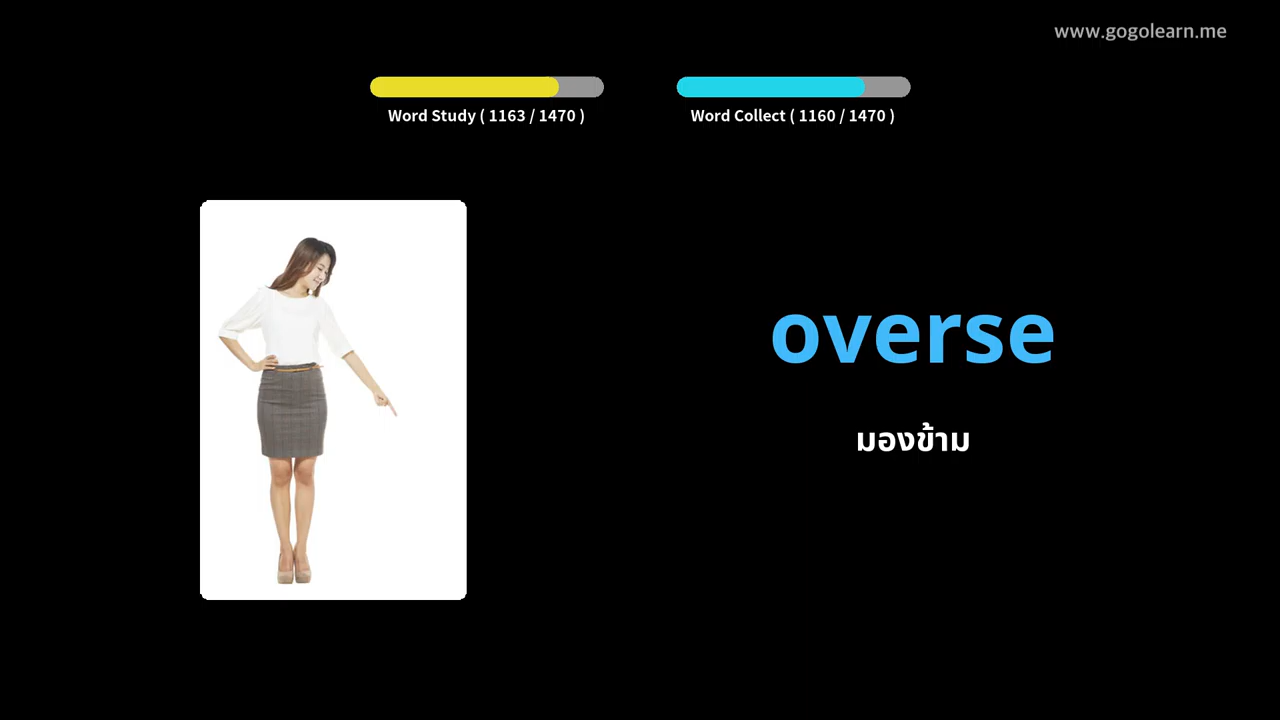 www.gogolearn.me
Word Study ( 1163 / 1470 )
Word Collect ( 1160 / 1470 )
overse
มองข้าม